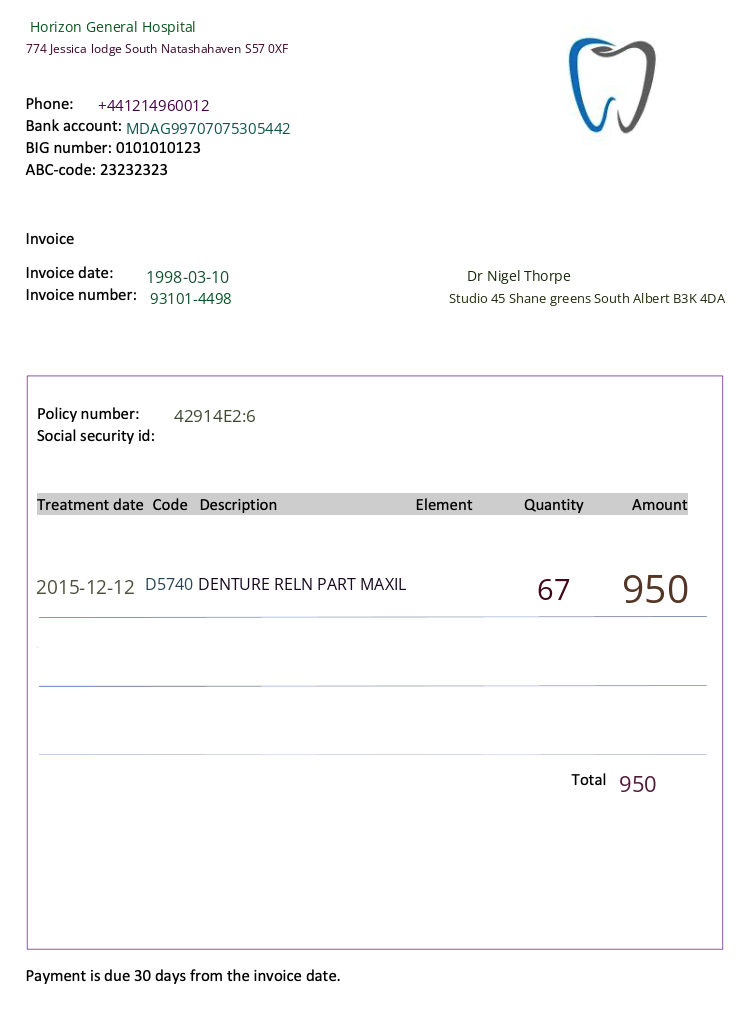 Horizon General Hospital
774 Jessica lodge South Natashahaven S57 0XF
Phone: +441214960012
Bank account: MDAG99707075305442
BIG number: 0101010123
ABC-code: 23232323
Invoice
Invoice date: 1998-03-10
Invoice number: 93101-4498
Dr Nigel Thorpe
Studio 45 Shane greens South Albert B3K 4DA
Policy number: 42914E2:6
Social security id:
Treatment date Code Description Element Quantity Amount
2015-12-12 D5740 DENTURE RELN PART MAXIL 67 950
Total 950
Payment is due 30 days from the invoice date.